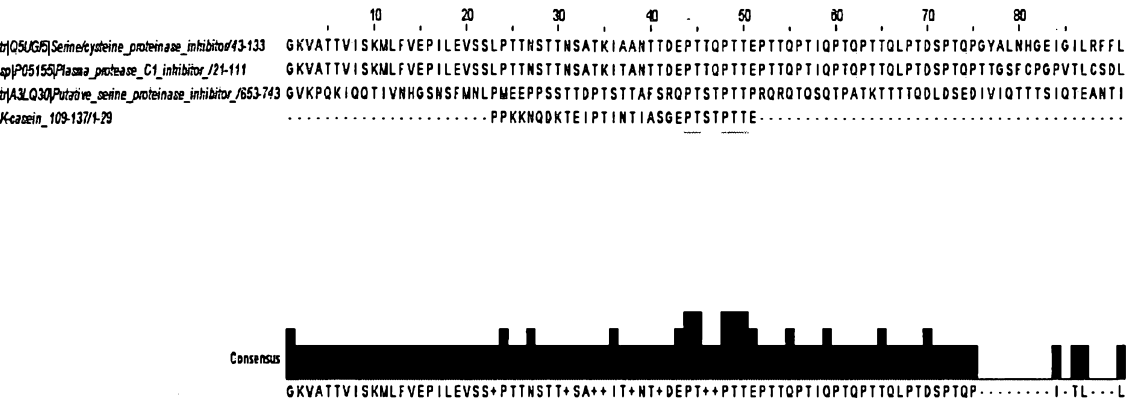 10 20 30 40 50 60 70 80
tr|Q5UGI5|Serine/cysteine_proteinase_inhibitor/43-133 GKVATTVISKMLFVEPILEVSSLPTTNSTTNSATKIAANTTDEPTTQPTTEPTTQPTIQPTQPTTQLPTDSPTQPGYALNHGEIGILRFFL
sp|P05155|Plasma_protease_C1_inhibitor_/21-111 GKVATTVISKMLFVEPILEVSSLPTTNSTTNSATKITANTTDEPTTQPTTEPTTQPTIQPTQPTTQLPTDSPTQPTTGSFCPGPVTLCSDL
tr|A3LQ30|Putative_serine_proteinase_inhibitor_/653-743 GVKPQKIQQTIVNHGSNSFMNLPMEEPPSSTTDPTSTTAFSRQPTSTPTTPRQRQTQSTPATKTTTTQDLDSEDIVIQTTTSIQTEANTI
K-casein_109-137/1-29 ----------------------PPKKNQDKTEIPTINTIASGEPTSTPTTE----------------------------------------
Consensus
GKVATTVISKMLFVEPILEVSS+PTTNSTT+SA++IT+NT+DEPT++PTTEPTTQPTIQPTQPTTQLPTDSPTQP--------I-TL---L